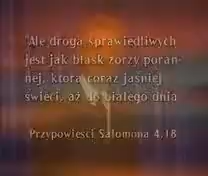 "Ale droga sprawiedliwych
jest jak blask zorzy poran-
nej, która coraz jaśniej
świeci, aż do białego dnia
Przypowieści Salomona 4,18